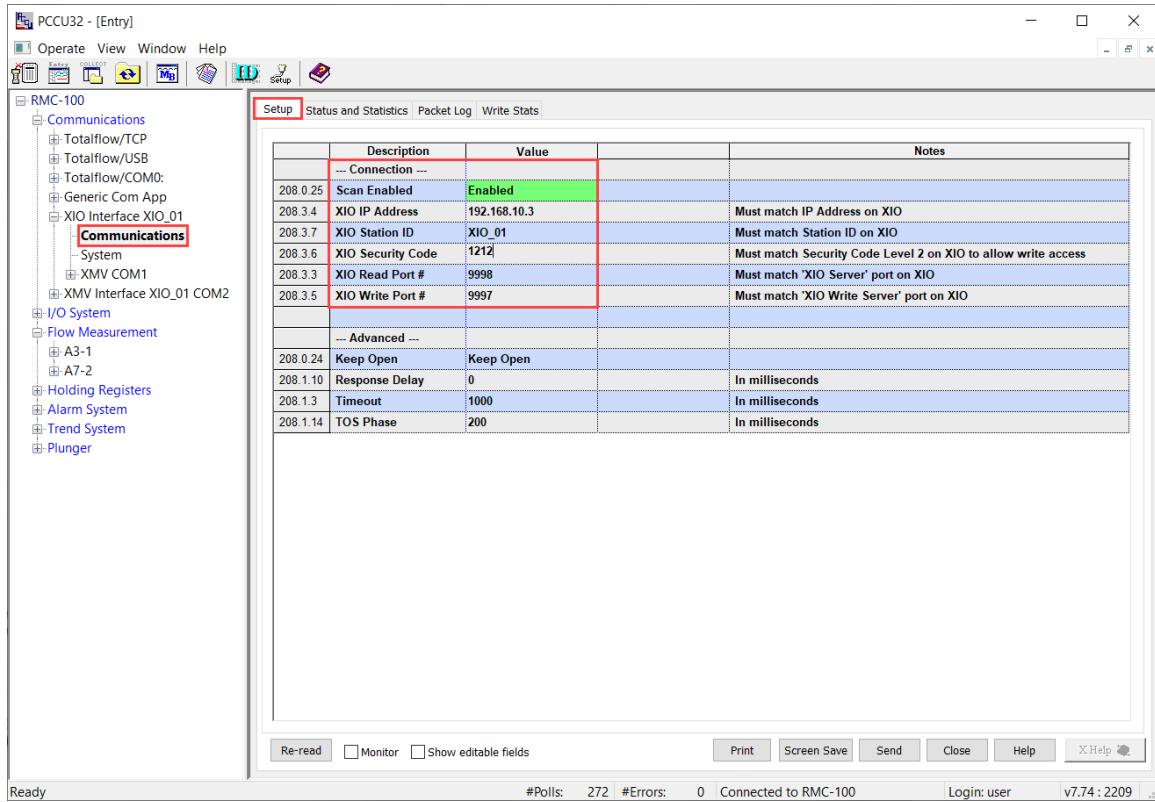 PCCU32 - [Entry]
Operate View Window Help
Entry COLLECT MB ID Setup
RMC-100
Communications
Totalflow/TCP
Totalflow/USB
Totalflow/COM0:
Generic Com App
XIO Interface XIO_01
Communications
System
XMV COM1
XMV Interface XIO_01 COM2
I/O System
Flow Measurement
A3-1
A7-2
Holding Registers
Alarm System
Trend System
Plunger
Setup Status and Statistics Packet Log Write Stats
Description Value Notes
--- Connection ---
208.0.25 Scan Enabled Enabled
208.3.4 XIO IP Address 192.168.10.3 Must match IP Address on XIO
208.3.7 XIO Station ID XIO_01 Must match Station ID on XIO
208.3.6 XIO Security Code 1212 Must match Security Code Level 2 on XIO to allow write access
208.3.3 XIO Read Port # 9998 Must match 'XIO Server' port on XIO
208.3.5 XIO Write Port # 9997 Must match 'XIO Write Server' port on XIO
--- Advanced ---
208.0.24 Keep Open Keep Open
208.1.10 Response Delay 0 In milliseconds
208.1.3 Timeout 1000 In milliseconds
208.1.14 TOS Phase 200 In milliseconds
Re-read Monitor Show editable fields Print Screen Save Send Close Help X Help
Ready #Polls: 272 #Errors: 0 Connected to RMC-100 Login: user v7.74 : 2209